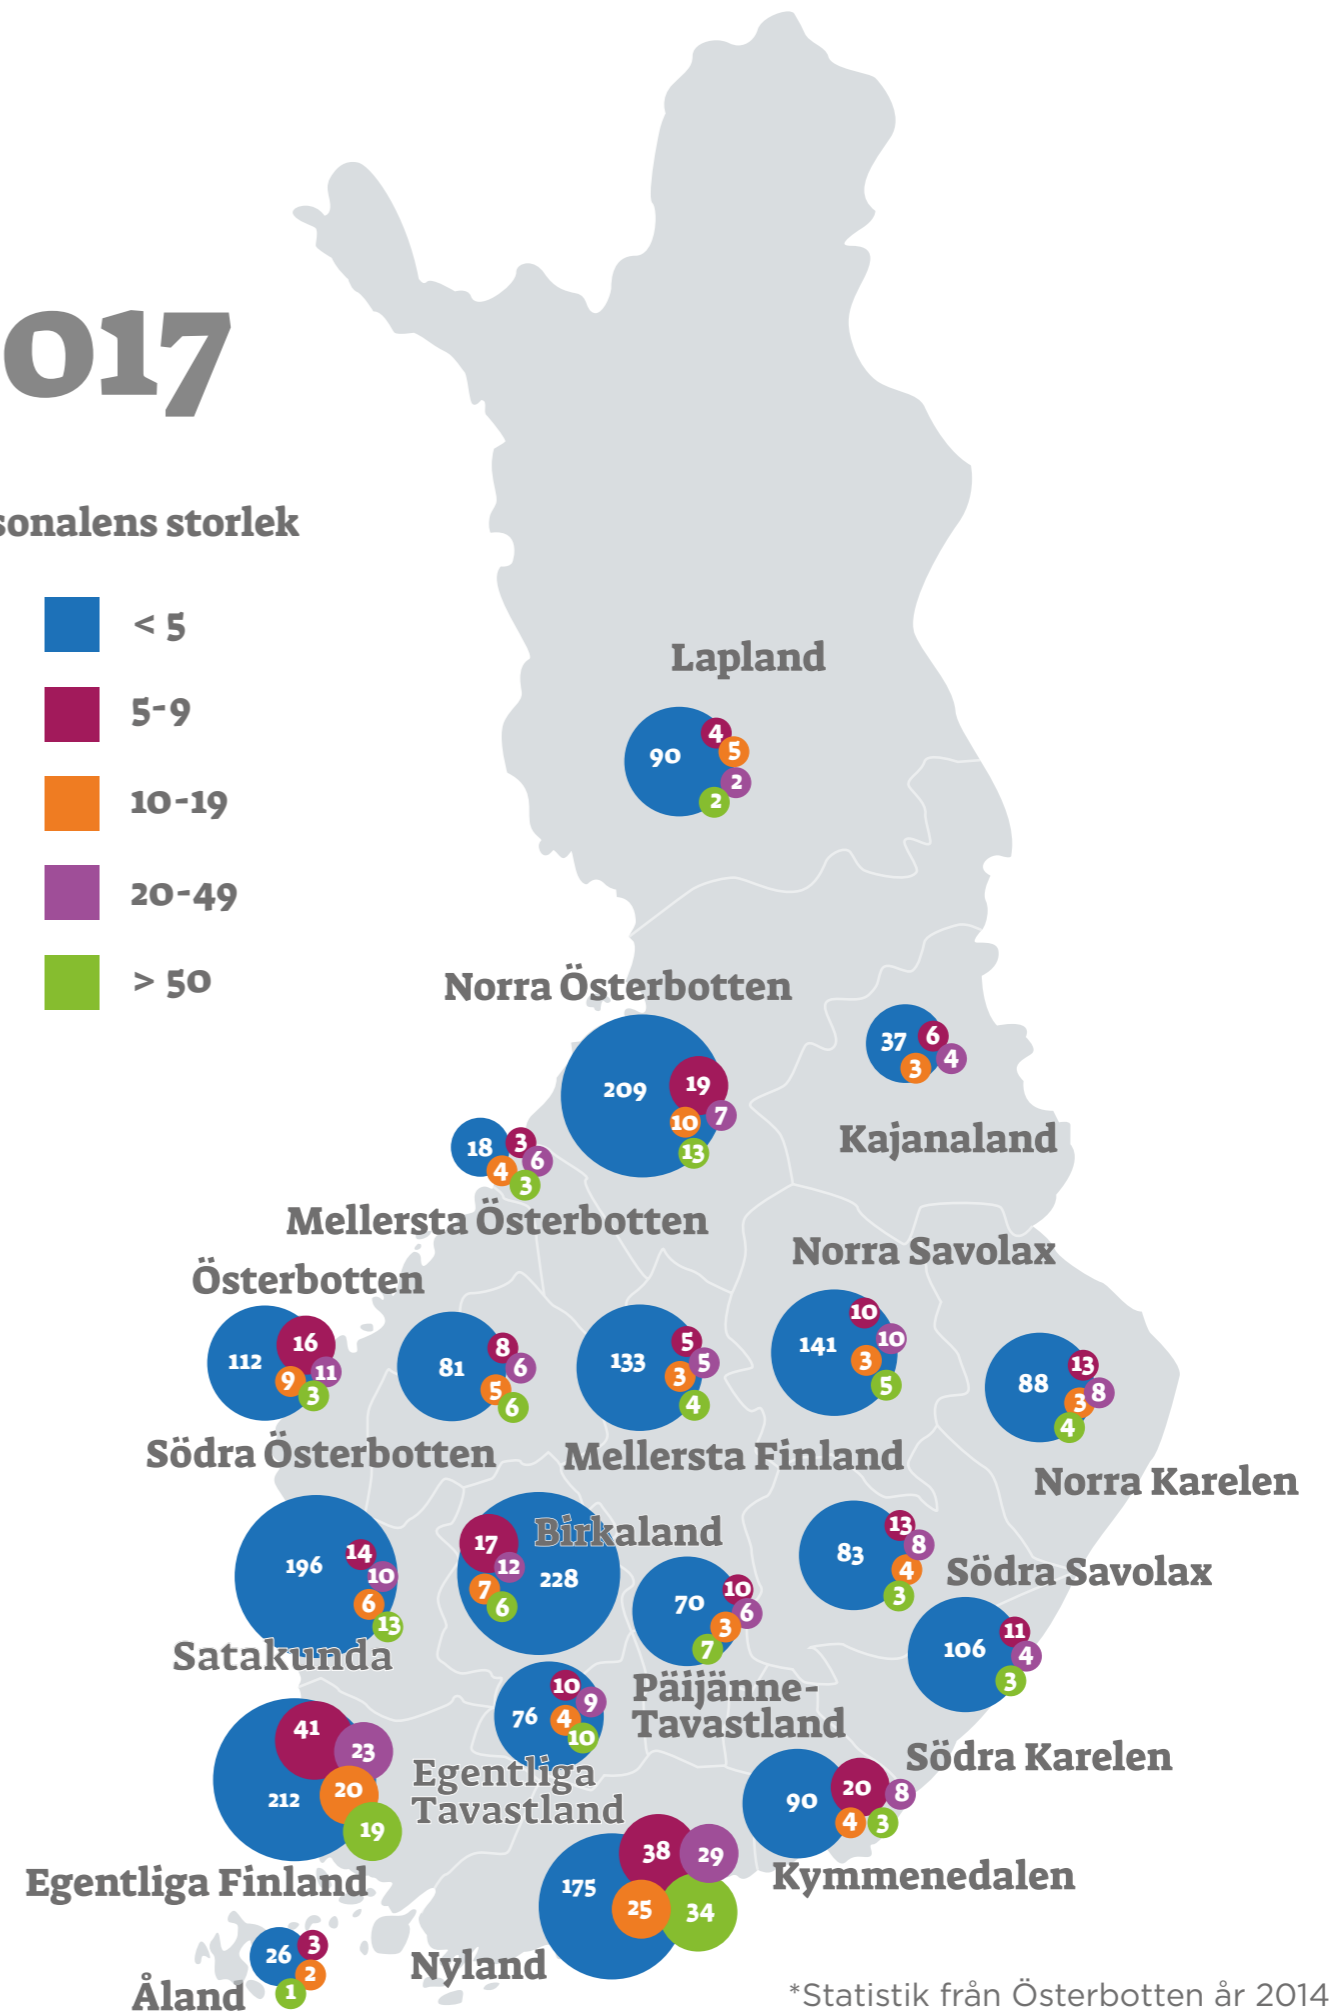 017
sonalens storlek
< 5
5-9
10-19
20-49
> 50
Lapland
90 4 5 2 2
Norra Österbotten
209 19 10 7 13
37 6 3 4
Kajanaland
18 3 6 4 3
Mellersta Österbotten
Norra Savolax
141 10 10 3 5
Österbotten
112 16 11 9 3
81 8 6 5 6
Södra Österbotten
133 5 5 3 4
Mellersta Finland
88 13 8 3 4
Norra Karelen
196 14 10 6 13
Satakunda
Birkaland
17 12 228 7 6
70 10 6 3 7
Päijänne-
Tavastland
83 13 8 4 3
Södra Savolax
106 11 4 3
Södra Karelen
76 10 9 4 10
Egentliga
Tavastland
41 23 212 20 19
Egentliga Finland
90 20 8 4 3
Kymmenedalen
175 38 29 25 34
Nyland
26 3 2 1
Åland
*Statistik från Österbotten år 2014